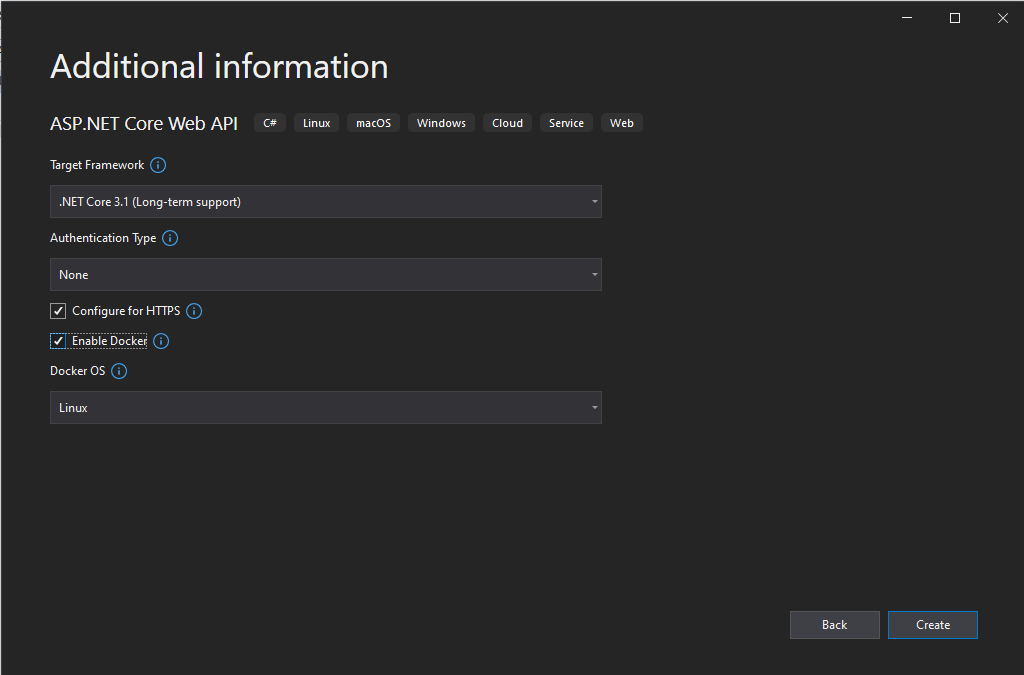 Additional information
ASP.NET Core Web API C# Linux macOS Windows Cloud Service Web
Target Framework
.NET Core 3.1 (Long-term support)
Authentication Type
None
Configure for HTTPS
Enable Docker
Docker OS
Linux
Back Create